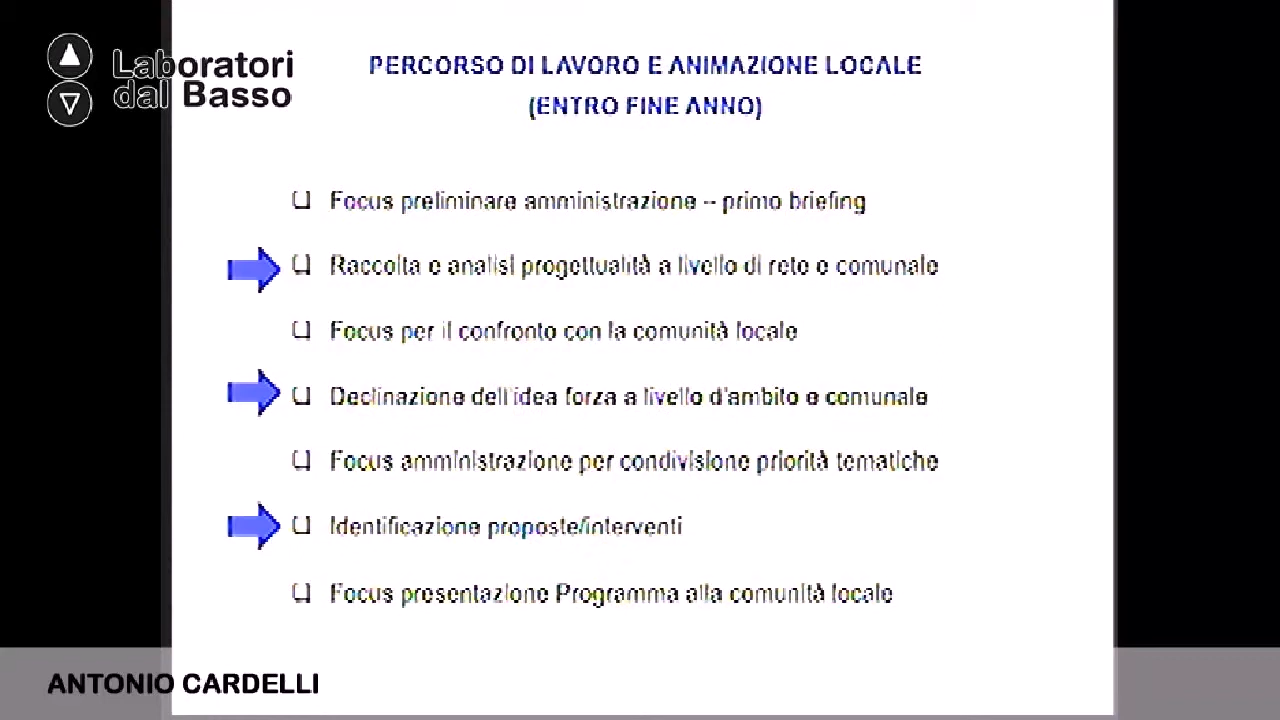 Laboratori
dal Basso
PERCORSO DI LAVORO E ANIMAZIONE LOCALE
(ENTRO FINE ANNO)
Focus preliminare amministrazione – primo briefing
Raccolta e analisi progettualità a livello di rete e comunale
Focus per il confronto con la comunità locale
Declinazione dell'idea forza a livello d'ambito e comunale
Focus amministrazione per condivisione priorità tematiche
Identificazione proposte/interventi
Focus presentazione Programma alla comunità locale
ANTONIO CARDELLI